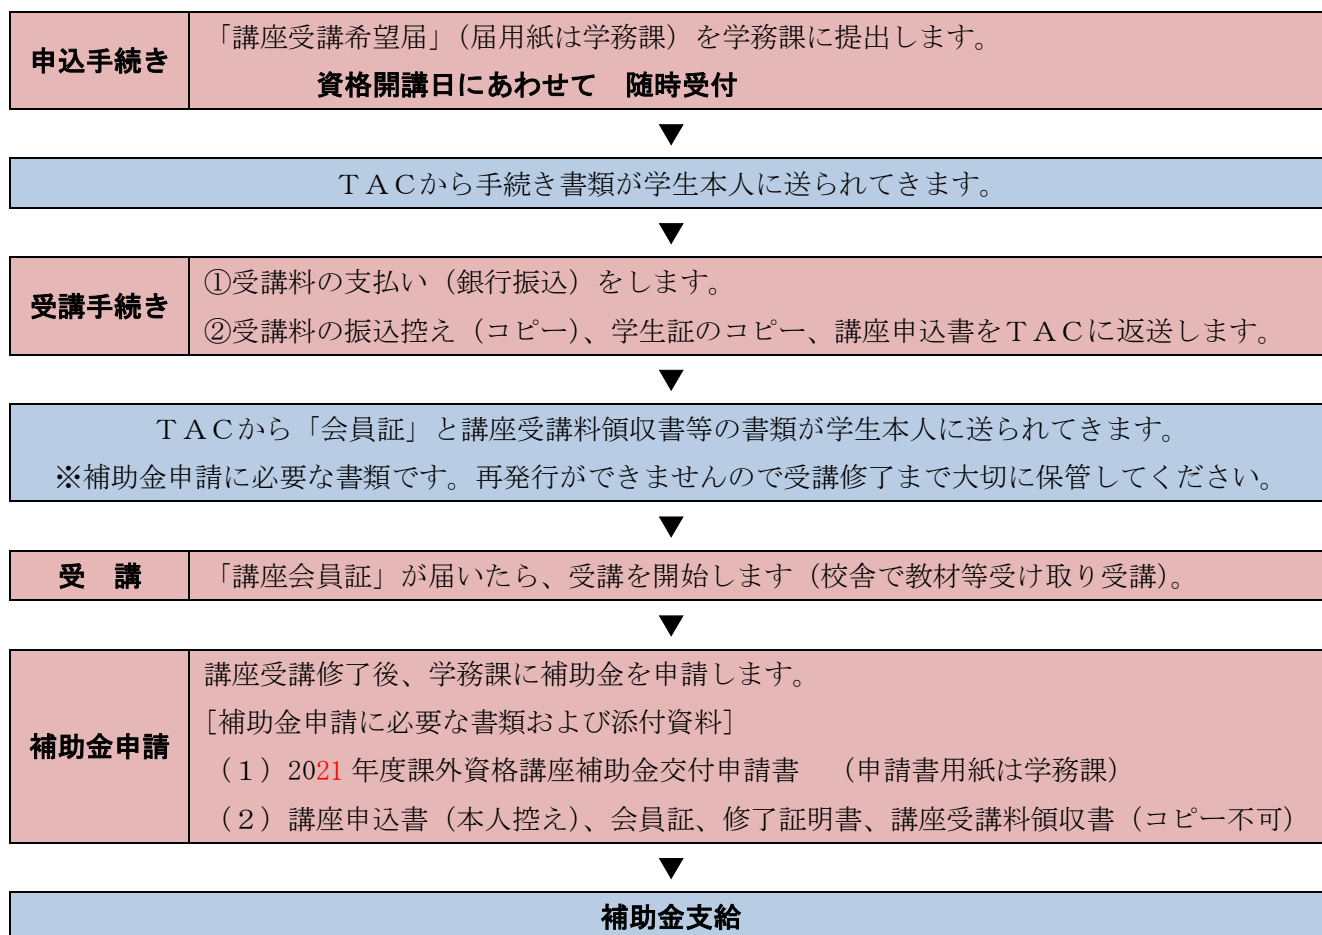 申込手続き
「講座受講希望届」(届用紙は学務課)を学務課に提出します。
資格開講日にあわせて　随時受付
▼
ＴＡＣから手続き書類が学生本人に送られてきます。
▼
受講手続き
①受講料の支払い(銀行振込)をします。
②受講料の振込控え(コピー)、学生証のコピー、講座申込書をＴＡＣに返送します。
▼
ＴＡＣから「会員証」と講座受講料領収書等の書類が学生本人に送られてきます。
※補助金申請に必要な書類です。再発行ができませんので受講修了まで大切に保管してください。
▼
受　講
「講座会員証」が届いたら、受講を開始します(校舎で教材等受け取り受講)。
▼
補助金申請
講座受講修了後、学務課に補助金を申請します。
[補助金申請に必要な書類および添付資料]
(１)2021年度課外資格講座補助金交付申請書　(申請書用紙は学務課)
(２)講座申込書(本人控え)、会員証、修了証明書、講座受講料領収書(コピー不可)
▼
補助金支給